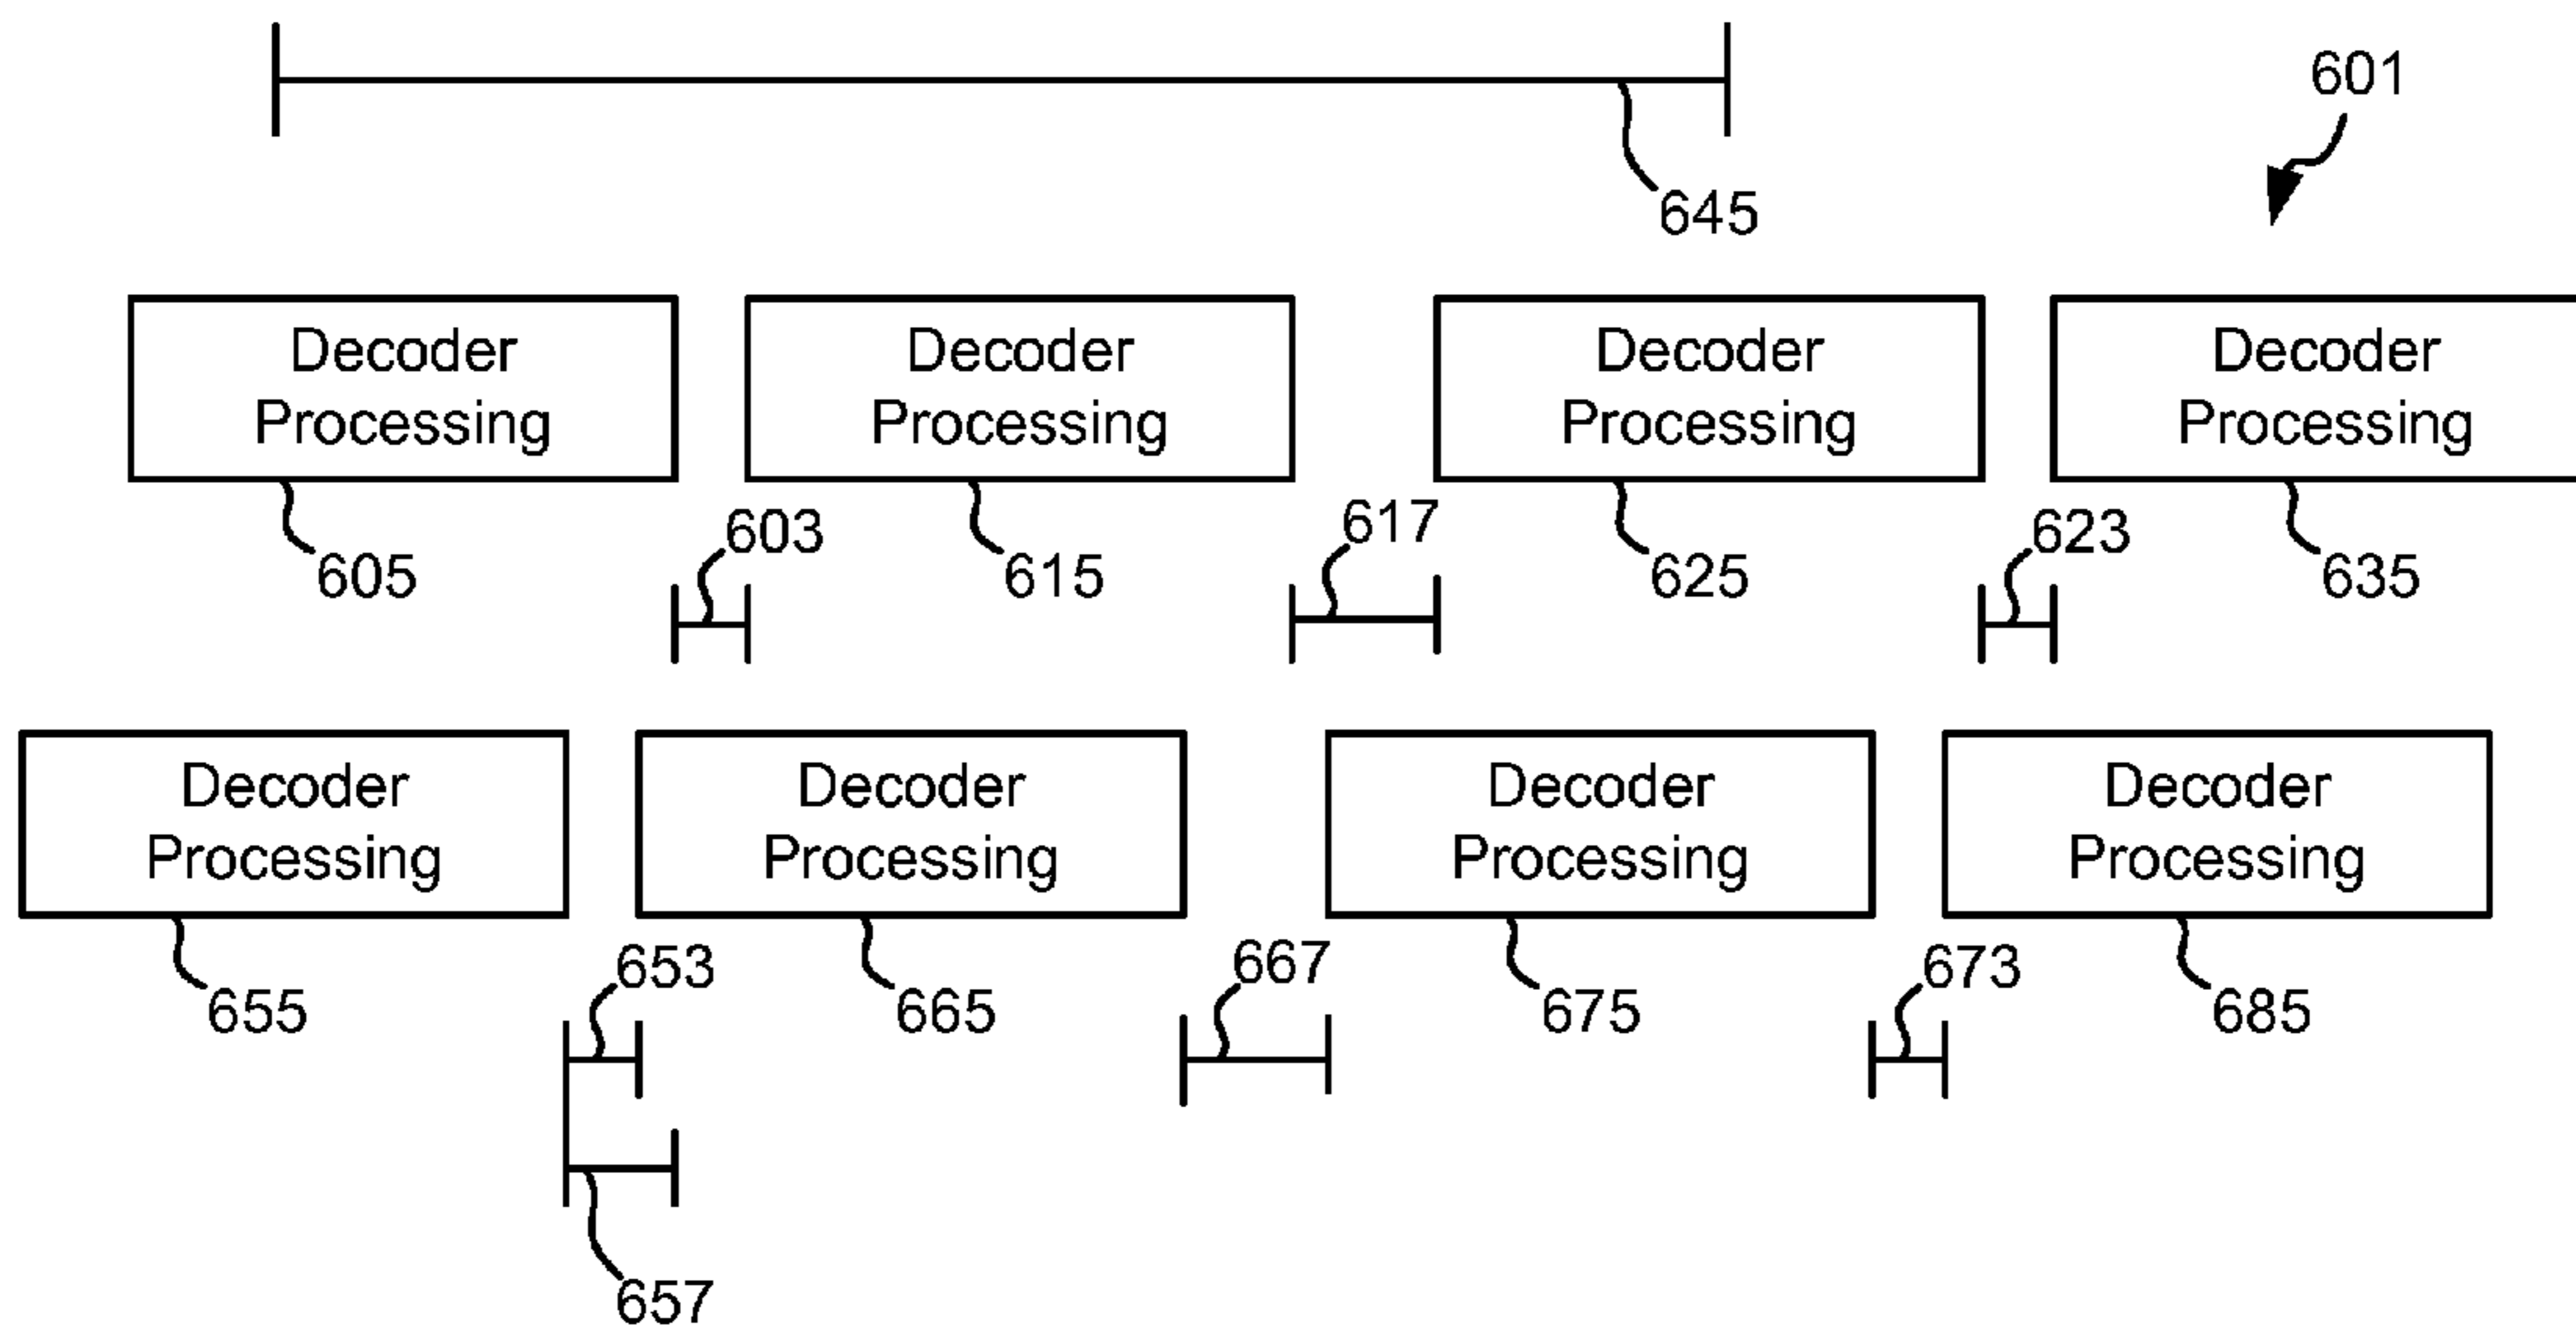 601
645
Decoder
Processing
Decoder
Processing
Decoder
Processing
Decoder
Processing
605
603
615
617
625
623
635
Decoder
Processing
Decoder
Processing
Decoder
Processing
Decoder
Processing
655
653
665
667
675
673
685
657